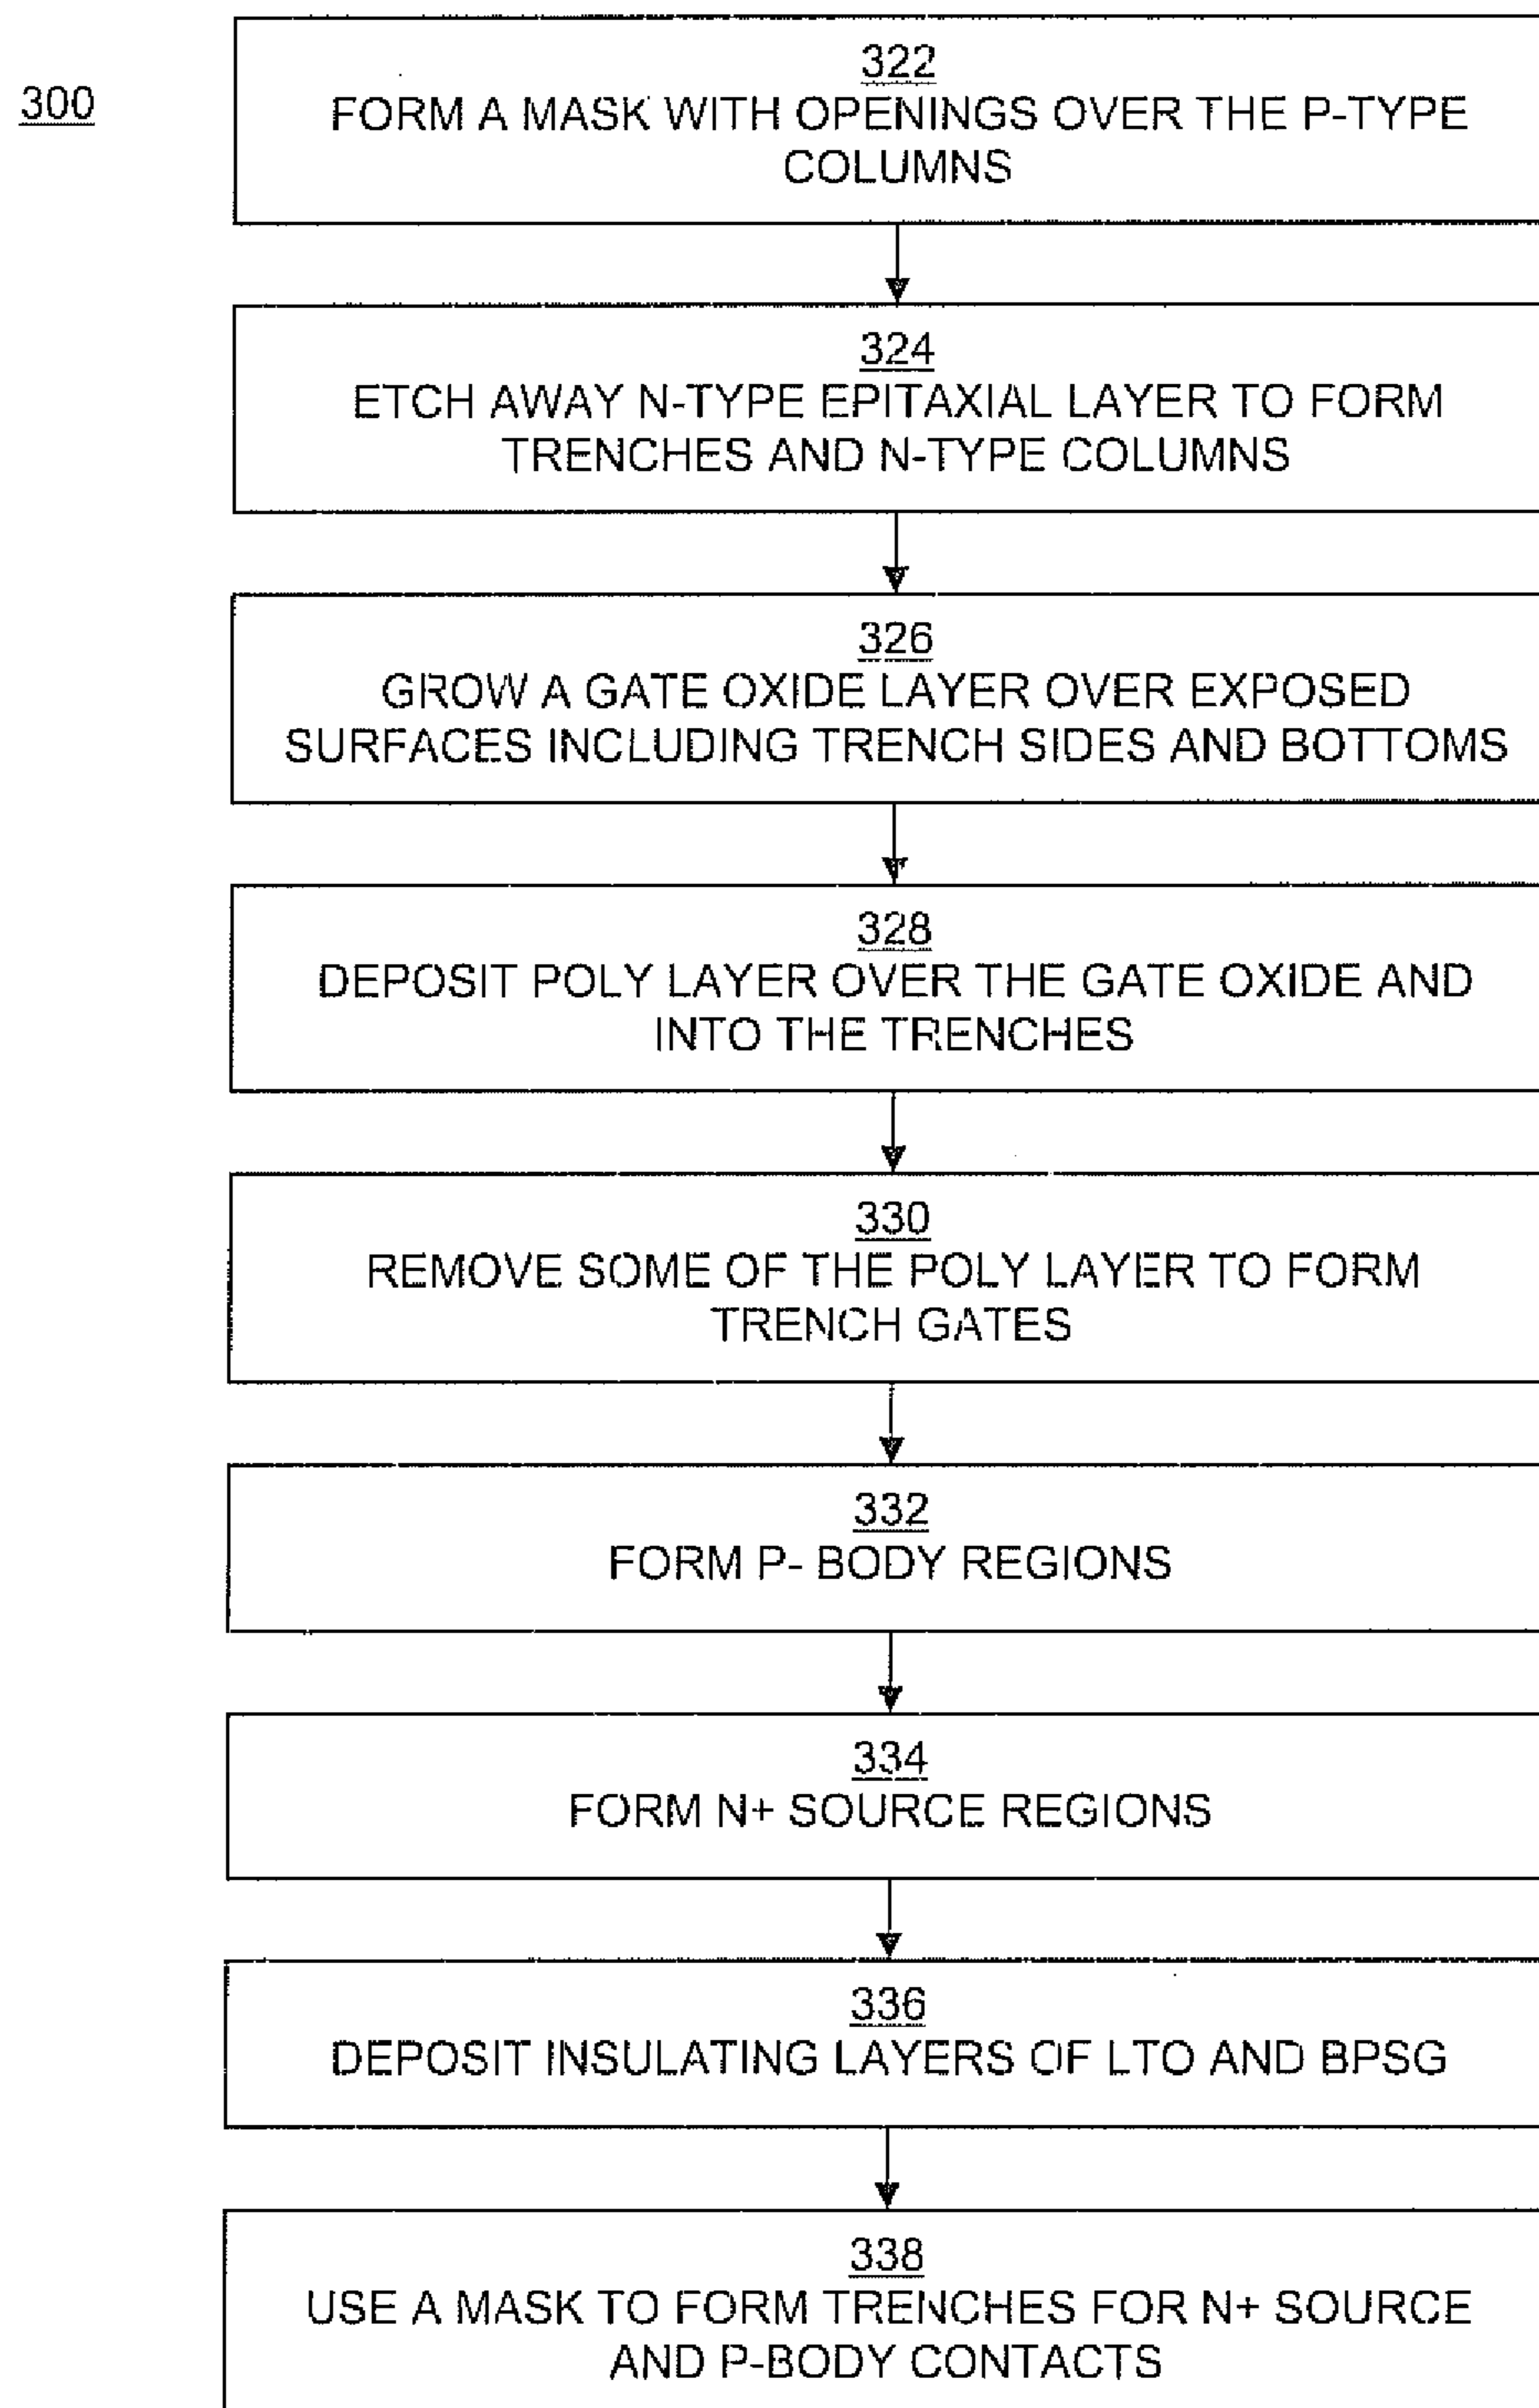 300
322
FORM A MASK WITH OPENINGS OVER THE P-TYPE
COLUMNS
324
ETCH AWAY N-TYPE EPITAXIAL LAYER TO FORM
TRENCHES AND N-TYPE COLUMNS
326
GROW A GATE OXIDE LAYER OVER EXPOSED
SURFACES INCLUDING TRENCH SIDES AND BOTTOMS
328
DEPOSIT POLY LAYER OVER THE GATE OXIDE AND
INTO THE TRENCHES
330
REMOVE SOME OF THE POLY LAYER TO FORM
TRENCH GATES
332
FORM P- BODY REGIONS
334
FORM N+ SOURCE REGIONS
336
DEPOSIT INSULATING LAYERS OF LTO AND BPSG
338
USE A MASK TO FORM TRENCHES FOR N+ SOURCE
AND P-BODY CONTACTS